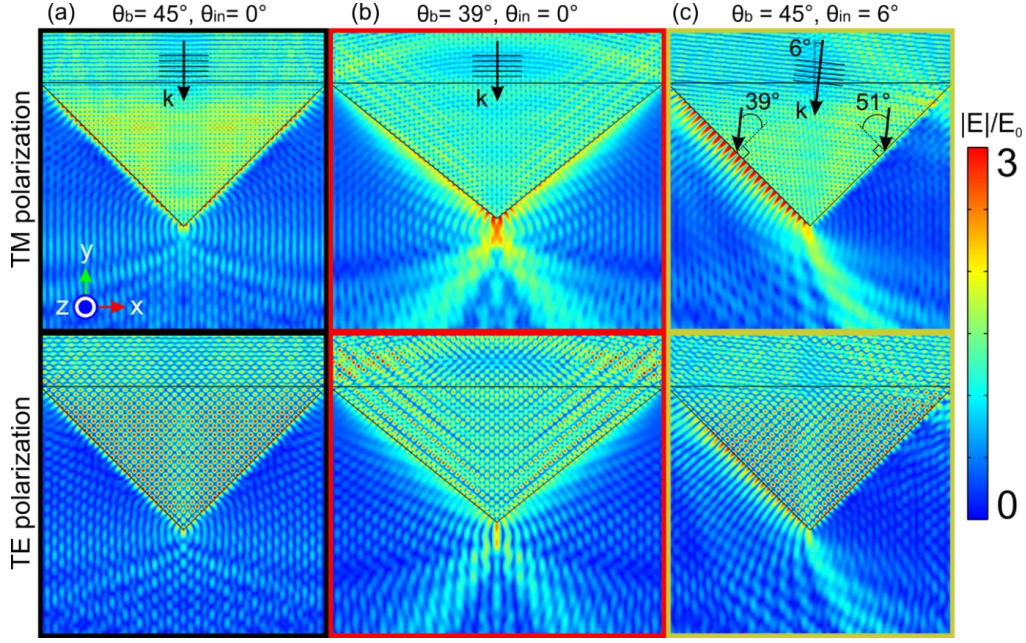 (a) θb= 45°, θin= 0°
(b) θb= 39°, θin = 0°
(c) θb = 45°, θin = 6°
TM polarization
k
k
6°
k
39°
51°
y
z
x
|E|/E0
3
0
TE polarization